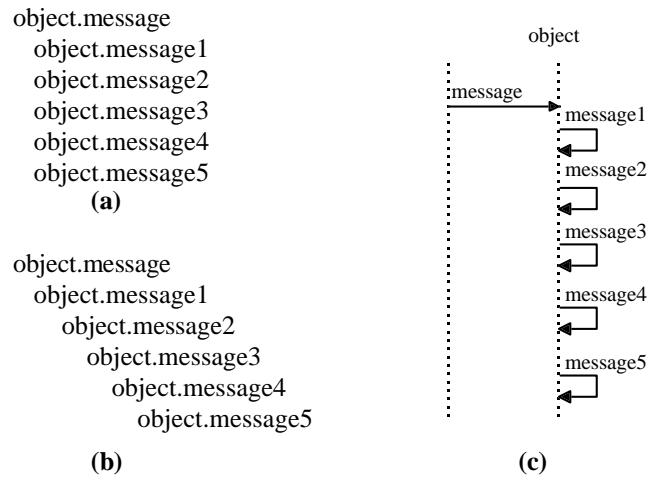 object.message
object.message1
object.message2
object.message3
object.message4
object.message5
(a)
object.message
object.message1
object.message2
object.message3
object.message4
object.message5
(b)
object
message
message1
message2
message3
message4
message5
(c)